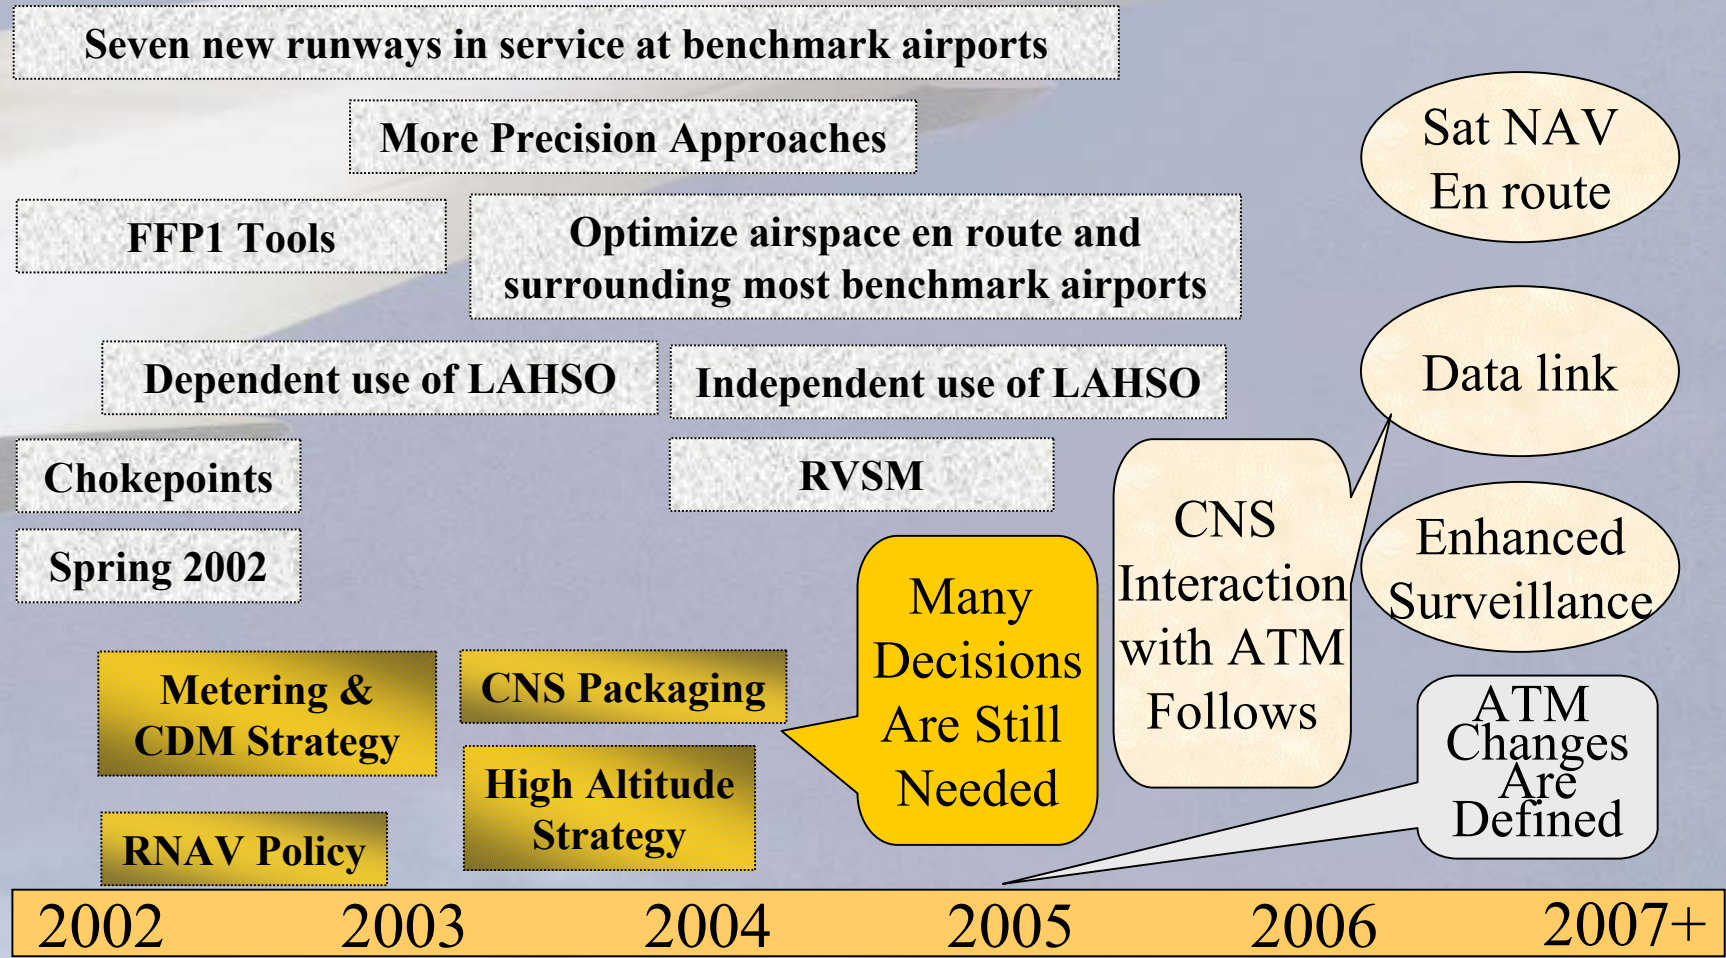 Seven new runways in service at benchmark airports
More Precision Approaches
Sat NAV
En route
FFP1 Tools
Optimize airspace en route and
surrounding most benchmark airports
Dependent use of LAHSO
Independent use of LAHSO
Data link
Chokepoints
RVSM
Spring 2002
Many
Decisions
Are Still
Needed
CNS
Interaction
with ATM
Follows
Enhanced
Surveillance
Metering &
CDM Strategy
CNS Packaging
High Altitude
Strategy
RNAV Policy
ATM
Changes
Are
Defined
2002 2003 2004 2005 2006 2007+